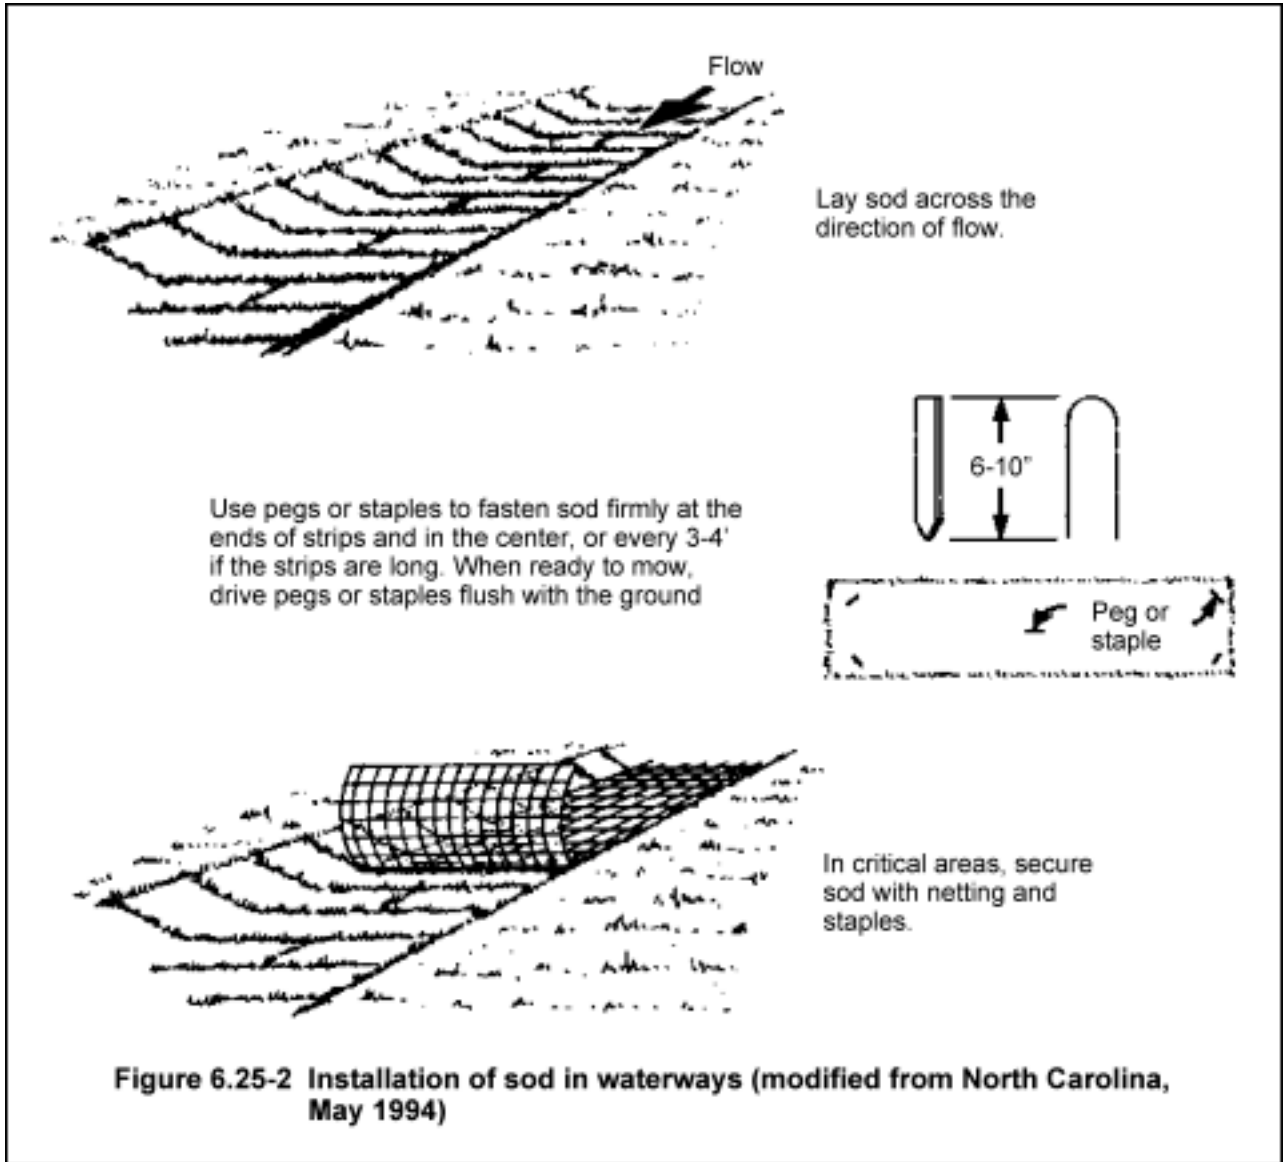 Flow
Lay sod across the
direction of flow.
6-10”
Use pegs or staples to fasten sod firmly at the
ends of strips and in the center, or every 3-4’
if the strips are long. When ready to mow,
drive pegs or staples flush with the ground
Peg or
staple
In critical areas, secure
sod with netting and
staples.
Figure 6.25-2 Installation of sod in waterways (modified from North Carolina,
May 1994)